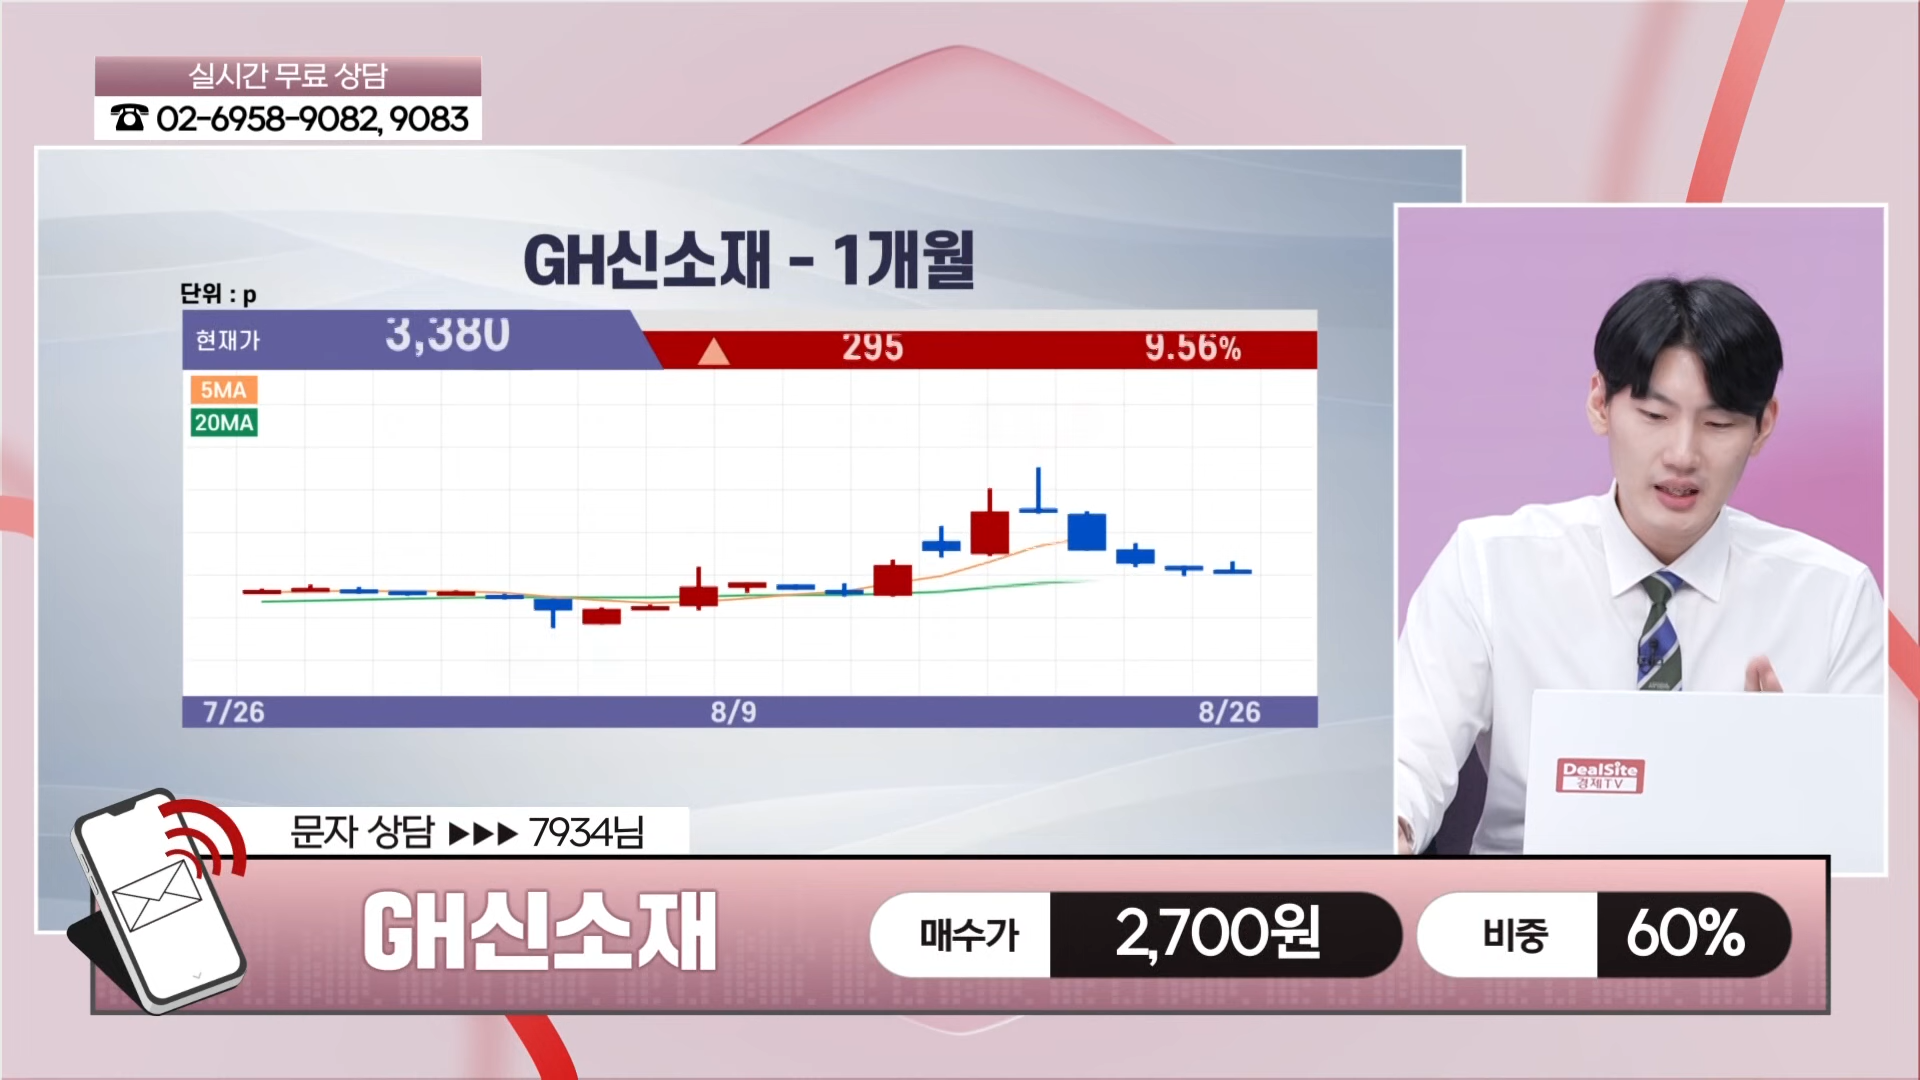 실시간 무료 상담
☎ 02-6958-9082, 9083
GH신소재 - 1개월
단위 : p
현재가 3,380 ▲ 295 9.56%
5MA
20MA
7/26 8/9 8/26
DealSite
경제TV
문자 상담 ▶▶▶ 7934님
GH신소재 매수가 2,700원 비중 60%